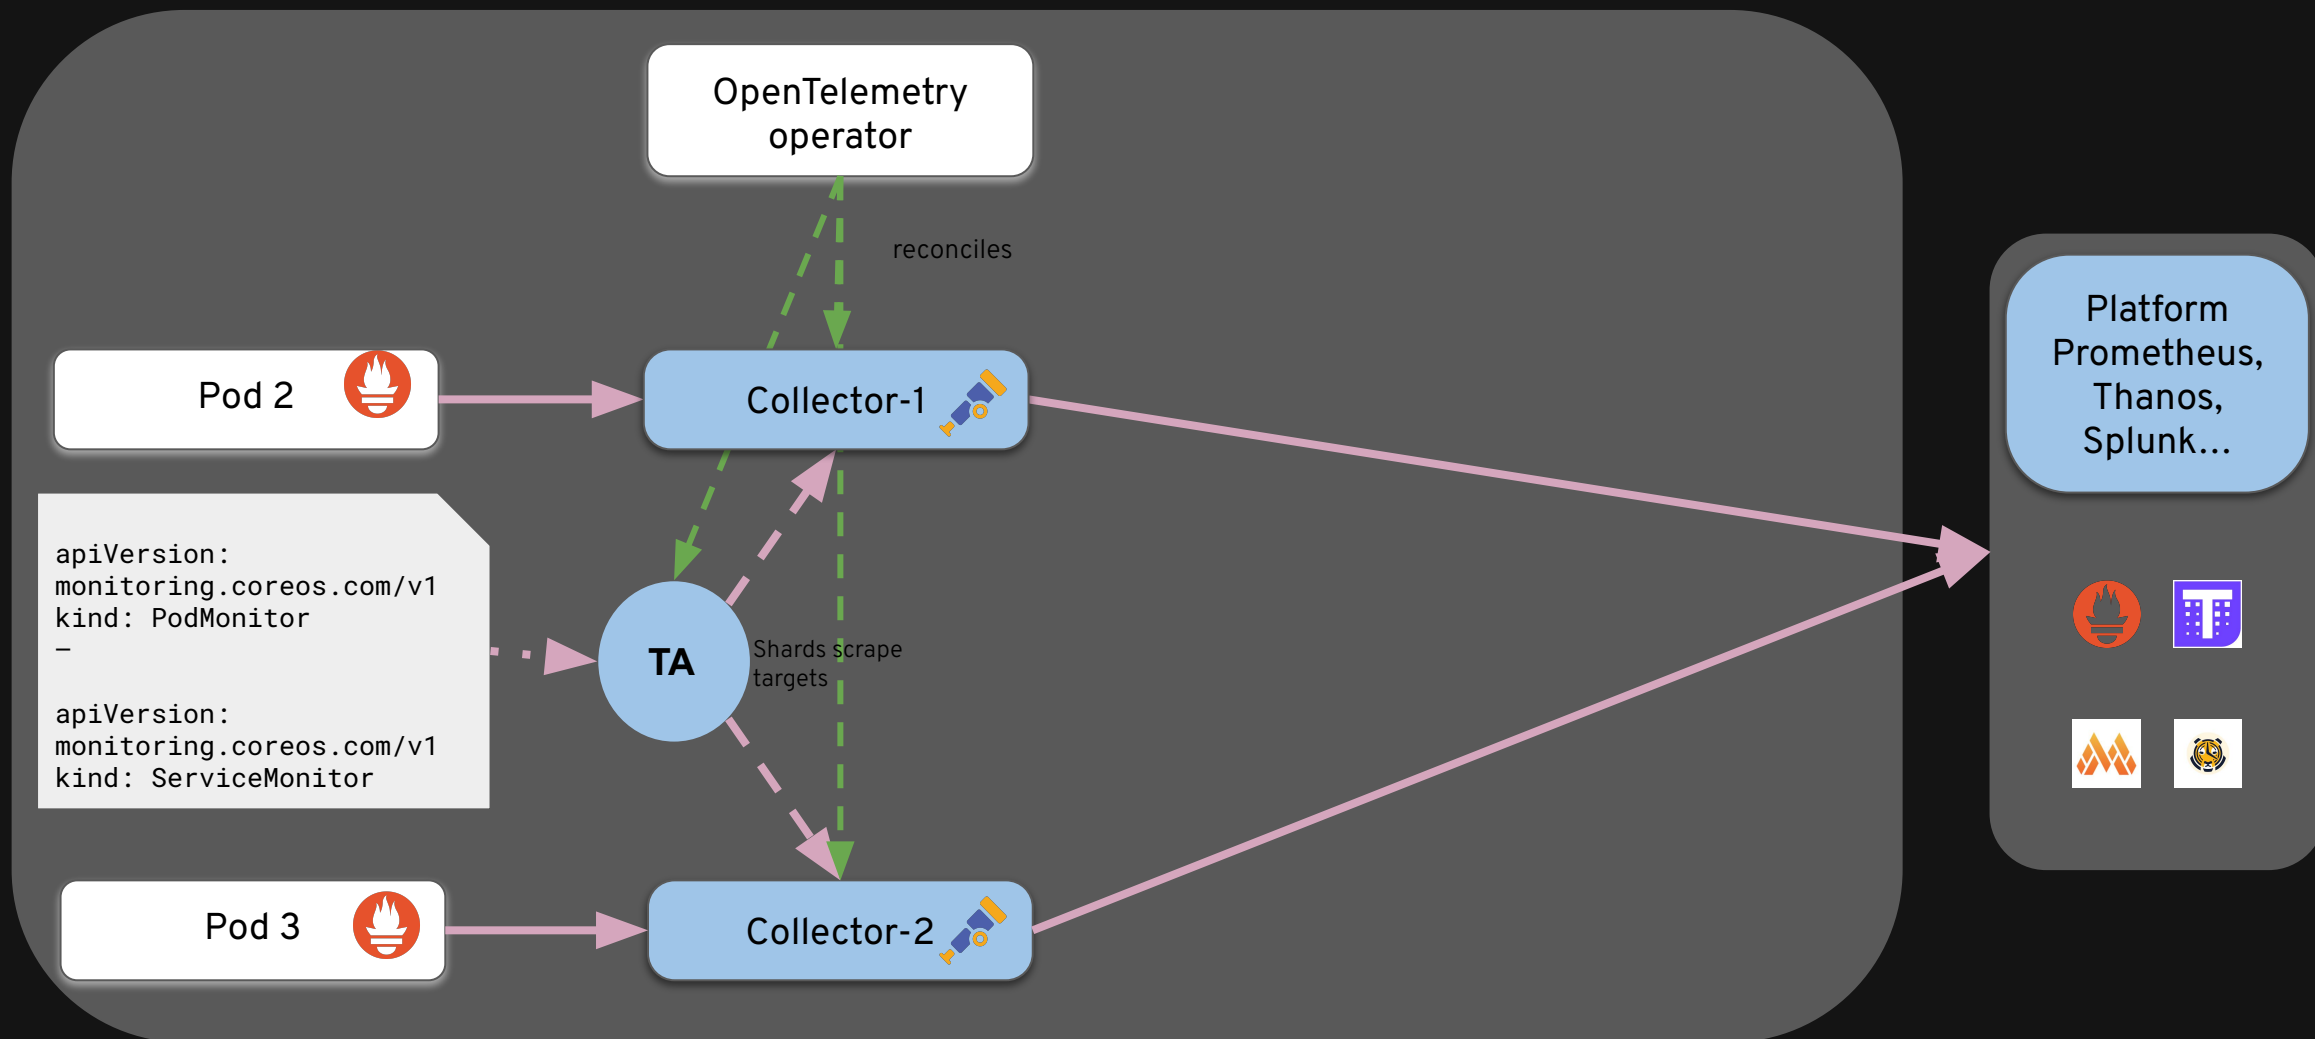 OpenTelemetry
operator
reconciles
Pod 2
Collector-1
Platform
Prometheus,
Thanos,
Splunk...
apiVersion:
monitoring.coreos.com/v1
kind: PodMonitor
–
apiVersion:
monitoring.coreos.com/v1
kind: ServiceMonitor
TA
Shards scrape
targets
T
Pod 3
Collector-2